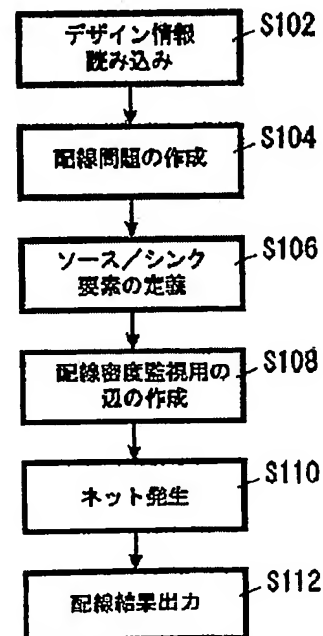 デザイン情報
読み込み
S102
配線問題の作成
S104
ソース／シンク
要素の定義
S106
配線密度監視用の
辺の作成
S108
ネット発生
S110
配線結果出力
S112